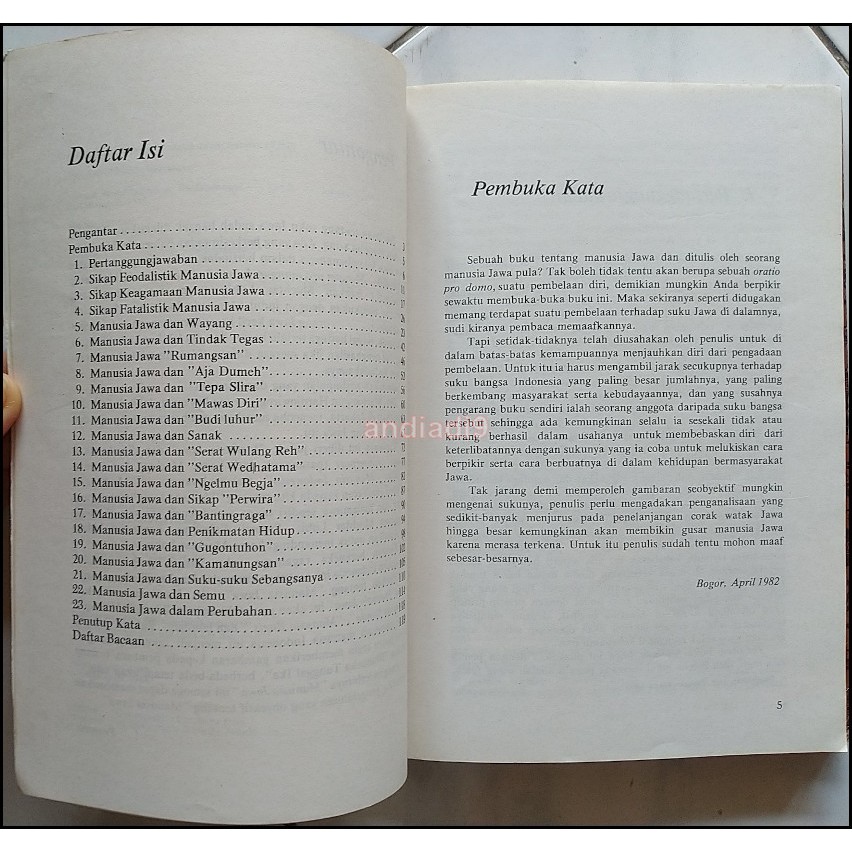 Daftar Isi
Pengantar
Pembuka Kata 3
1. Pertanggungjawaban 5
2. Sikap Feodalistik Manusia Jawa 6
3. Sikap Keagamaan Manusia Jawa 11
4. Sikap Fatalistik Manusia Jawa
5. Manusia Jawa dan Wayang
6. Manusia Jawa dan Tindak Tegas :
7. Manusia Jawa "Rumangsan"
8. Manusia Jawa dan "Aja Dumeh"
9. Manusia Jawa dan "Tepa Slira"
10. Manusia Jawa dan "Mawas Diri"
11. Manusia Jawa dan "Budi luhur"
12. Manusia Jawa dan Sanak
13. Manusia Jawa dan "Serat Wulang Reh"
14. Manusia Jawa dan "Serat Wedhatama"
15. Manusia Jawa dan "Ngelmu Begja"
16. Manusia Jawa dan Sikap "Perwira"
17. Manusia Jawa dan "Bantingraga"
18. Manusia Jawa dan Penikmatan Hidup
19. Manusia Jawa dan "Gugontuhon"
20. Manusia Jawa dan "Kamanungsan"
21. Manusia Jawa dan Suku-suku Sebangsanya
22. Manusia Jawa dan Semu
23. Manusia Jawa dalam Perubahan
Penutup Kata
Daftar Bacaan
Pembuka Kata
Sebuah buku tentang manusia Jawa dan ditulis oleh seorang
manusia Jawa pula? Tak boleh tidak tentu akan berupa sebuah oratio
pro domo, suatu pembelaan diri, demikian mungkin Anda berpikir
sewaktu membuka-buka buku ini. Maka sekiranya seperti didugakan
memang terdapat suatu pembelaan terhadap suku Jawa di dalamnya,
sudi kiranya pembaca memaafkannya.
Tapi setidak-tidaknya telah diusahakan oleh penulis untuk di
dalam batas-batas kemampuannya menjauhkan diri dari pengadaan
pembelaan. Untuk itu ia harus mengambil jarak secukupnya terhadap
suku bangsa Indonesia yang paling besar jumlahnya, yang paling
berkembang masyarakat serta kebudayaannya, dan yang susahnya
pengarang buku sendiri ialah seorang anggota daripada suku bangsa
tersebut sehingga ada kemungkinan selalu ia sesekali tidak atau
kurang berhasil dalam usahanya untuk membebaskan diri dari
keterlibatannya dengan sukunya yang ia coba untuk melukiskan cara
berpikir serta cara berbuatnya di dalam kehidupan bermasyarakat
Jawa.
Tak jarang demi memperoleh gambaran seobyektif mungkin
mengenai sukunya, penulis perlu mengadakan penganalisaan yang
sedikit-banyak menjurus pada penelanjangan corak watak Jawa
hingga besar kemungkinan akan membikin gusar manusia Jawa
karena merasa terkena. Untuk itu penulis sudah tentu mohon maaf
sebesar-besarnya.
Bogor, April 1982
5
andiadi9